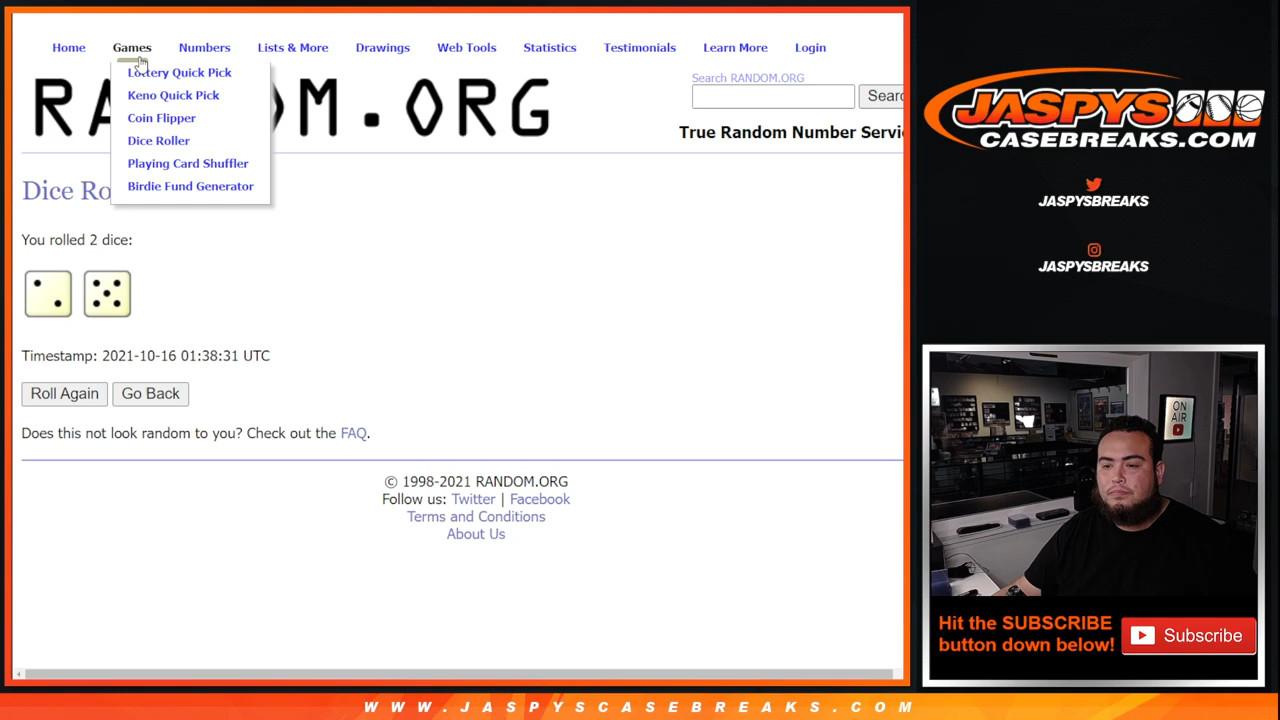 Home Games Numbers Lists & More Drawings Web Tools Statistics Testimonials Learn More Login
Lottery Quick Pick
Keno Quick Pick
Coin Flipper
Dice Roller
Playing Card Shuffler
Birdie Fund Generator
Search RANDOM.ORG
Searc
True Random Number Servi
Dice Ro
You rolled 2 dice:
Timestamp: 2021-10-16 01:38:31 UTC
Roll Again Go Back
Does this not look random to you? Check out the FAQ.
© 1998-2021 RANDOM.ORG
Follow us: Twitter | Facebook
Terms and Conditions
About Us
JASPYS
CASEBREAKS.COM
JASPYSBREAKS
JASPYSBREAKS
ON
AIR
Hit the SUBSCRIBE
button down below!
Subscribe
WWW.JASPYSCASEBREAKS.COM